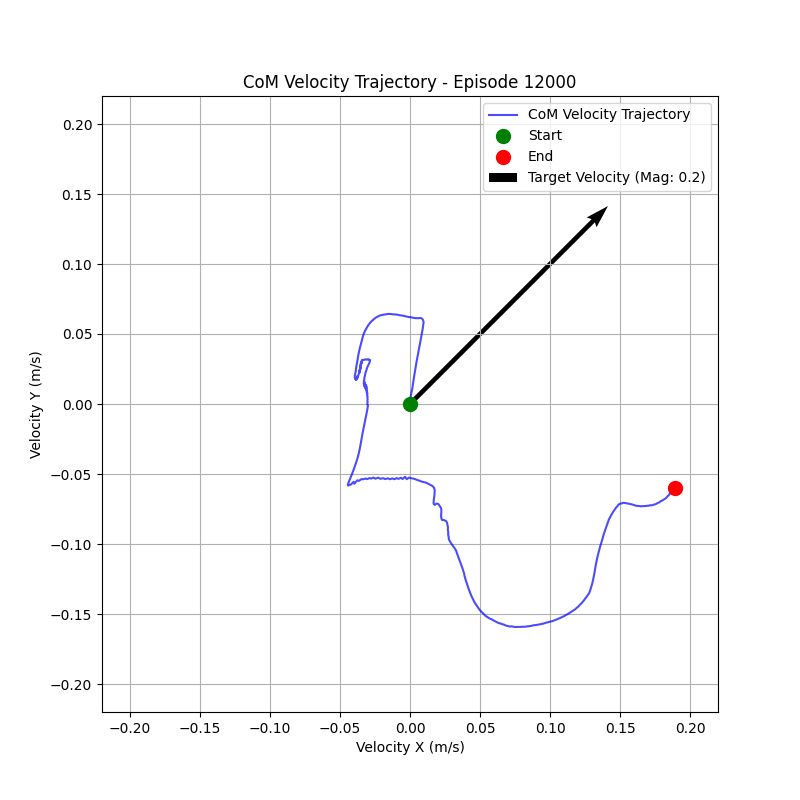 CoM Velocity Trajectory - Episode 12000
CoM Velocity Trajectory
Start
End
Target Velocity (Mag: 0.2)
0.20
0.15
0.10
0.05
0.00
−0.05
−0.10
−0.15
−0.20
Velocity Y (m/s)
−0.20 −0.15 −0.10 −0.05 0.00 0.05 0.10 0.15 0.20
Velocity X (m/s)